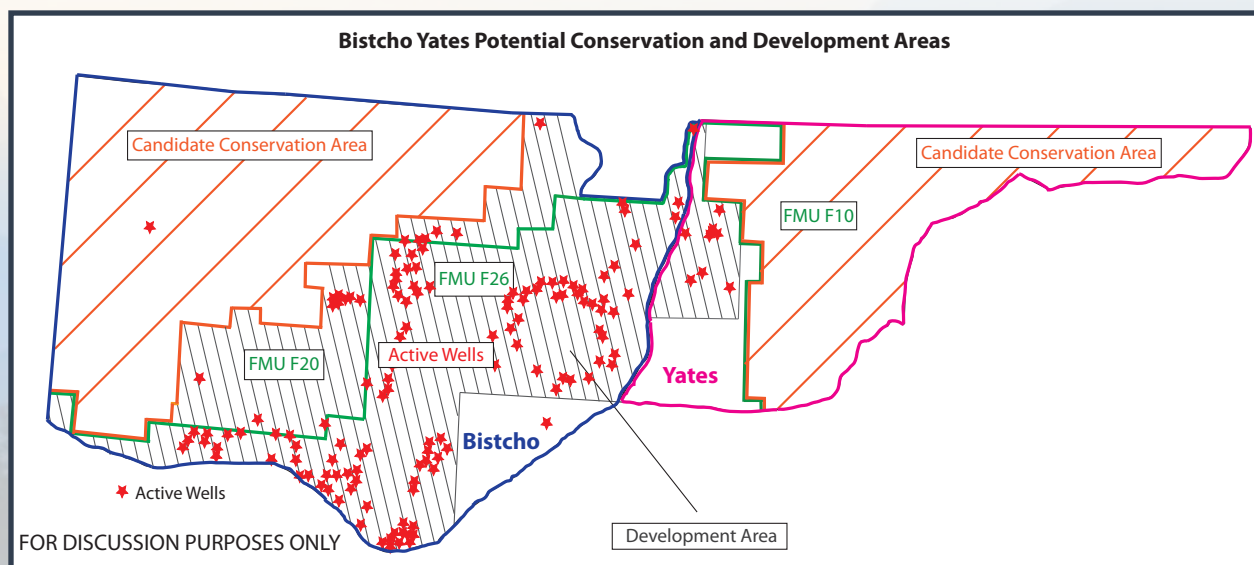 Bistcho Yates Potential Conservation and Development Areas
Candidate Conservation Area
Candidate Conservation Area
FMU F10
FMU F26
FMU F20
Active Wells
Yates
Bistcho
Active Wells
Development Area
FOR DISCUSSION PURPOSES ONLY